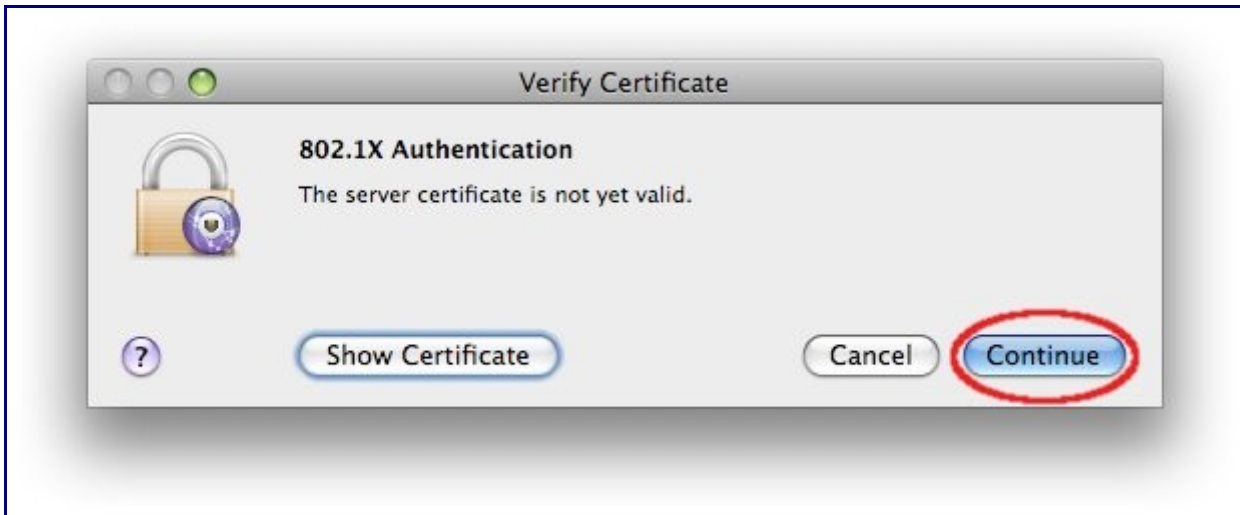 Verify Certificate
802.1X Authentication
The server certificate is not yet valid.
?
Show Certificate
Cancel
Continue